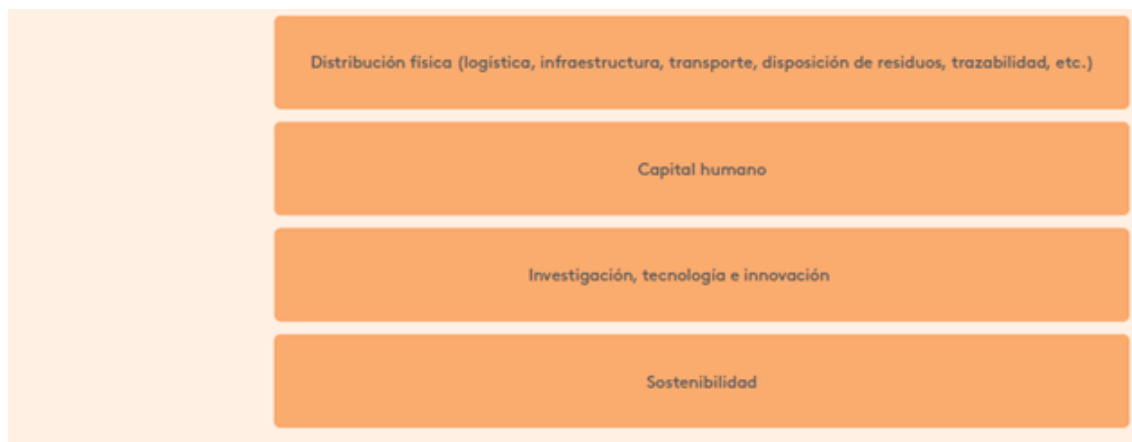 Distribución física (logística, infraestructura, transporte, disposición de residuos, trazabilidad, etc.)
Capital humano
Investigación, tecnología e innovación
Sostenibilidad